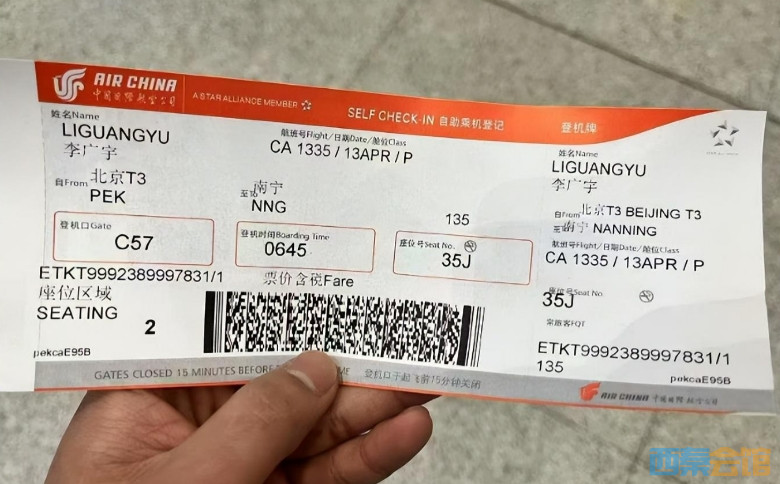 AIR CHINA
中国国际航空公司
A STAR ALLIANCE MEMBER
SELF CHECK-IN 自助乘机登记
登机牌
姓名Name
LIGUANGYU
李广宇
航班号Flight/日期Date/舱位Class
CA 1335 / 13APR / P
自From 北京T3
PEK
至To 南宁
NNG
135
登机口Gate
C57
登机时间Boarding Time
0645
座位号Seat No.
35J
ETKT9992389997831/1
票价含税Fare
座位区域
SEATING
2
pekcaE95B
GATES CLOSED 15 MINUTES BEFORE
登机口于起飞前15分钟关闭
姓名Name
LIGUANGYU
李广宇
自From 北京T3 BEIJING T3
南宁 NANNING
航班号Flight/日期Date/舱位Class
CA 1335 / 13APR / P
座位号Seat No
35J
常旅客FQT
ETKT9992389997831/1
135
pekcaE95B
AIR CHINA 中国国际航空公司